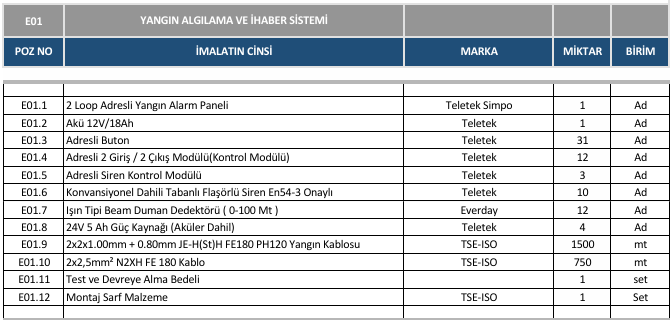 E01 YANGIN ALGILAMA VE İHABER SİSTEMİ
POZ NO İMALATIN CİNSİ MARKA MİKTAR BİRİM
E01.1 2 Loop Adresli Yangın Alarm Paneli Teletek Simpo 1 Ad
E01.2 Akü 12V/18Ah Teletek 1 Ad
E01.3 Adresli Buton Teletek 31 Ad
E01.4 Adresli 2 Giriş / 2 Çıkış Modülü(Kontrol Modülü) Teletek 12 Ad
E01.5 Adresli Siren Kontrol Modülü Teletek 3 Ad
E01.6 Konvansiyonel Dahili Tabanlı Flaşörlü Siren En54-3 Onaylı Teletek 10 Ad
E01.7 Işın Tipi Beam Duman Dedektörü ( 0-100 Mt ) Everday 12 Ad
E01.8 24V 5 Ah Güç Kaynağı (Aküler Dahil) Teletek 4 Ad
E01.9 2x2x1.00mm + 0.80mm JE-H(St)H FE180 PH120 Yangın Kablosu TSE-ISO 1500 mt
E01.10 2x2,5mm² N2XH FE 180 Kablo TSE-ISO 750 mt
E01.11 Test ve Devreye Alma Bedeli 1 set
E01.12 Montaj Sarf Malzeme TSE-ISO 1 Set